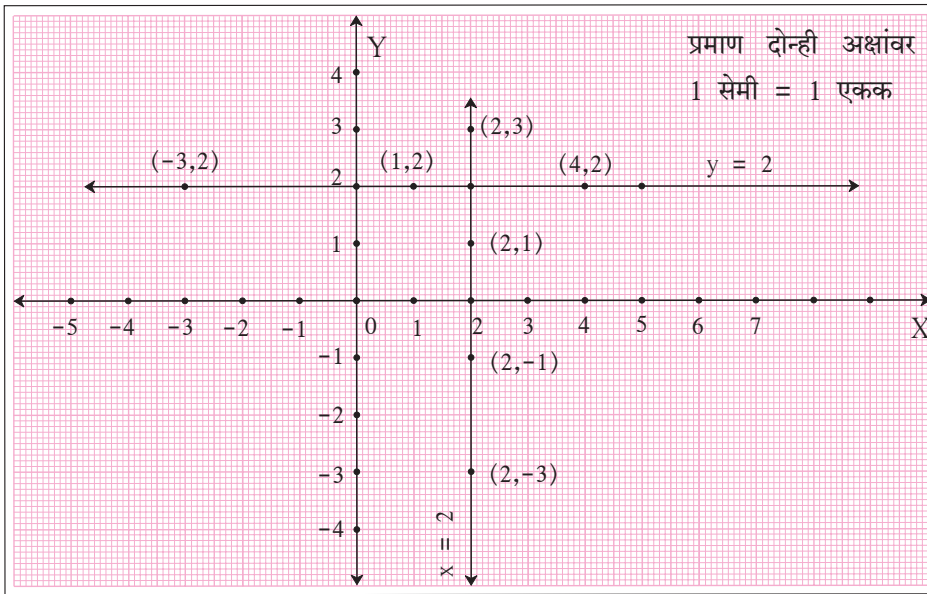 प्रमाण दोन्ही अक्षांवर
1 सेमी = 1 एकक
Y
4
3
(2,3)
(-3,2)
(1,2)
(4,2)
y = 2
2
1
(2,1)
-5 -4 -3 -2 -1 0 1 2 3 4 5 6 7 X
-1
(2,-1)
-2
-3
(2,-3)
x = 2
-4